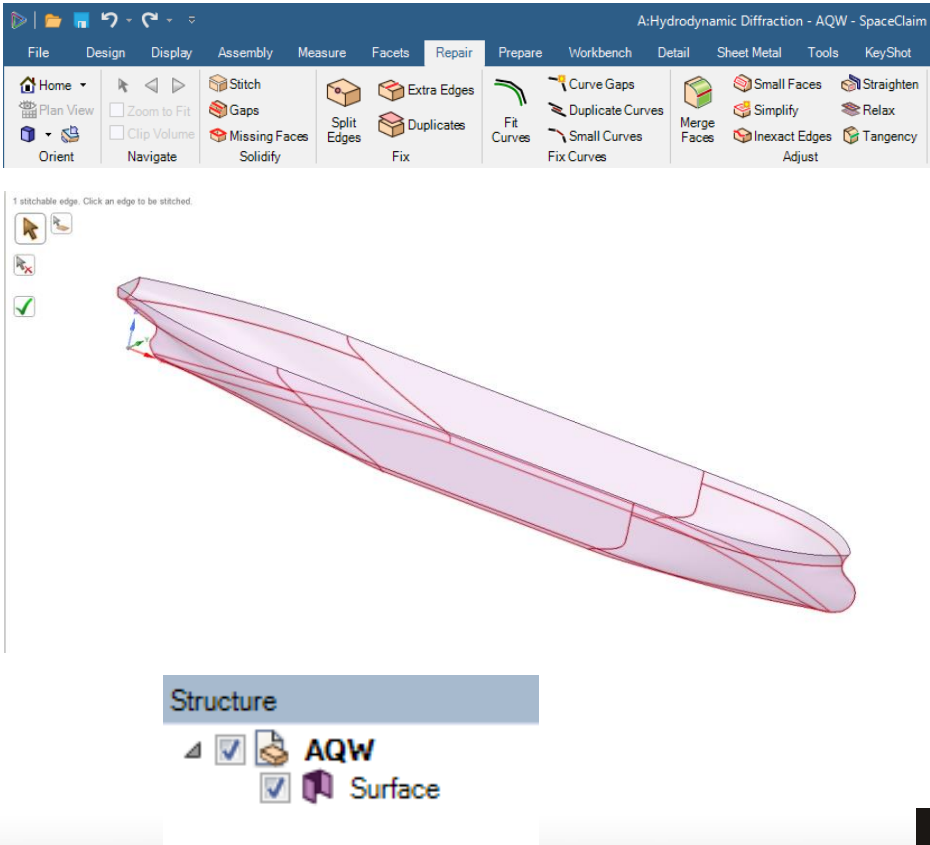 A:Hydrodynamic Diffraction - AQW - SpaceClaim
File Design Display Assembly Measure Facets Repair Prepare Workbench Detail Sheet Metal Tools KeyShot
Home Stitch Extra Edges Curve Gaps Small Faces Straighten
Plan View Zoom to Fit Gaps Split Edges Duplicates Fit Curves Duplicate Curves Merge Faces Simplify Relax
Clip Volume Missing Faces Small Curves Inexact Edges Tangency
Orient Navigate Solidify Fix Fix Curves Adjust
1 stitchable edge. Click an edge to be stitched.
Structure
AQW
Surface